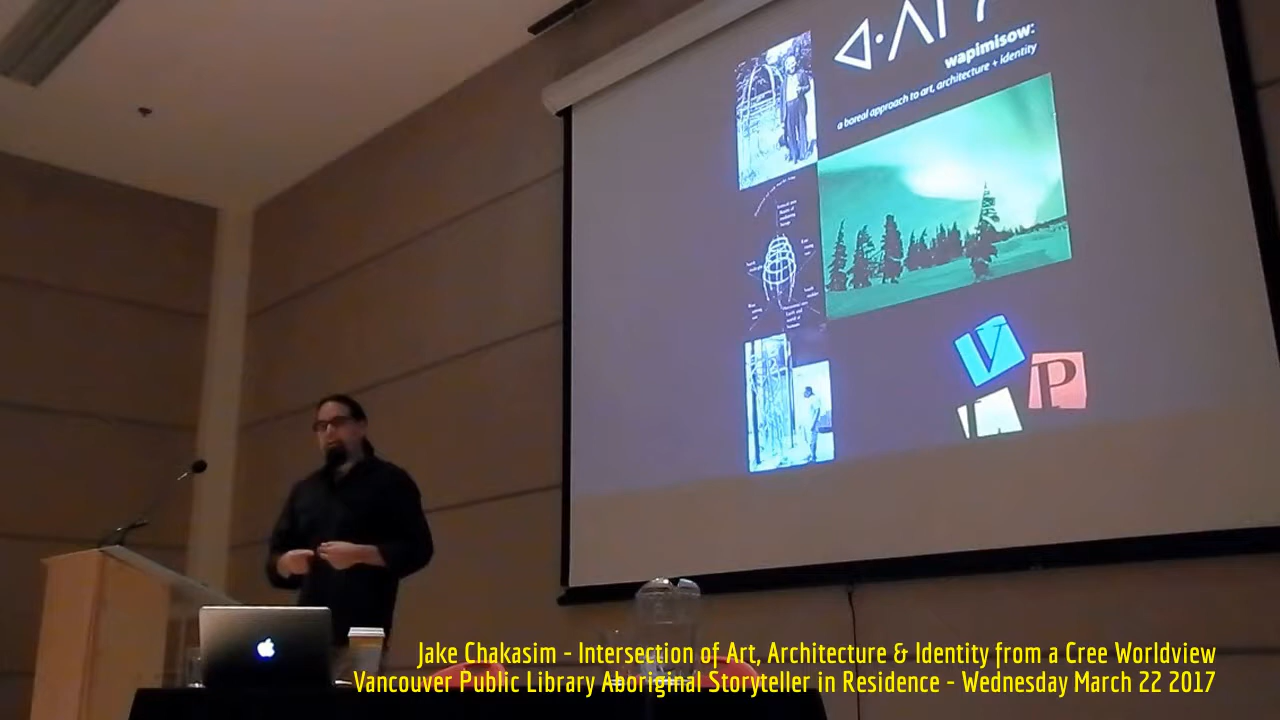 ᐊᐧᐱᒥ
wapimisow:
a boreal approach to art, architecture + identity
V
P
L
Jake Chakasim - Intersection of Art, Architecture & Identity from a Cree Worldview
Vancouver Public Library Aboriginal Storyteller in Residence - Wednesday March 22 2017